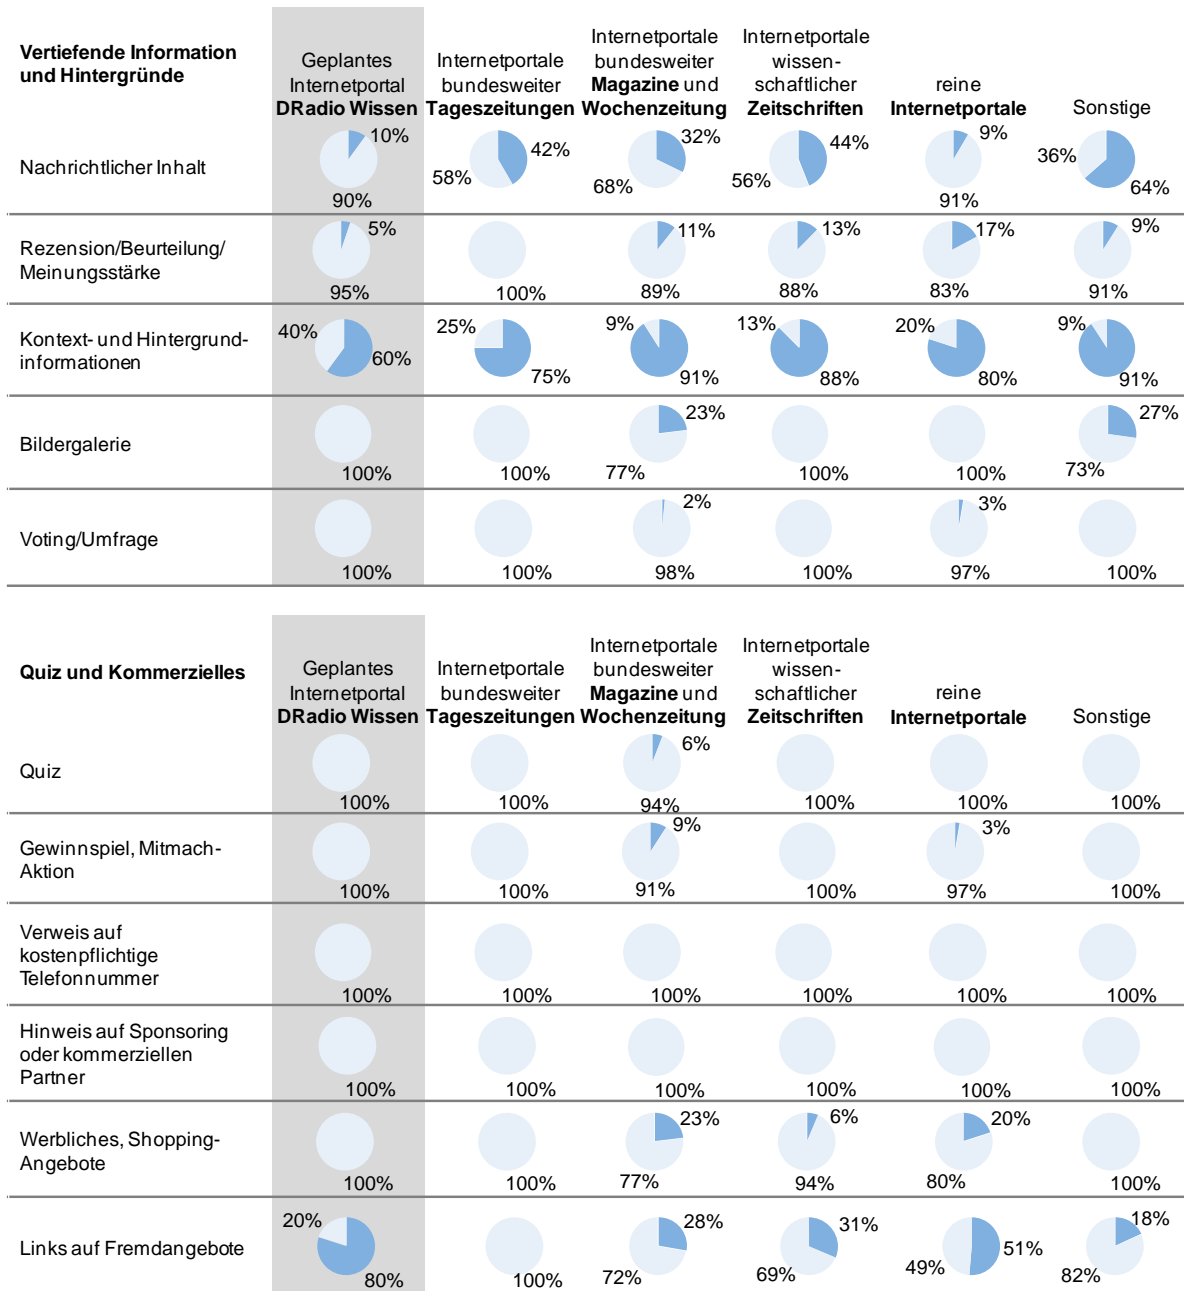 Vertiefende Information
und Hintergründe
Geplantes
Internetportal
DRadio Wissen
Internetportale
bundesweiter
Tageszeitungen
Internetportale
bundesweiter
Magazine und
Wochenzeitung
Internetportale
wissen-
schaftlicher
Zeitschriften
reine
Internetportale
Sonstige
Nachrichtlicher Inhalt
10%
90%
42%
58%
32%
68%
44%
56%
9%
91%
36%
64%
Rezension/Beurteilung/
Meinungsstärke
5%
95%
100%
11%
89%
13%
88%
17%
83%
9%
91%
Kontext- und Hintergrund-
informationen
40%
60%
25%
75%
9%
91%
13%
88%
20%
80%
9%
91%
Bildergalerie
100%
100%
23%
77%
100%
100%
27%
73%
Voting/Umfrage
100%
100%
2%
98%
100%
3%
97%
100%
Quiz und Kommerzielles
Geplantes
Internetportal
DRadio Wissen
Internetportale
bundesweiter
Tageszeitungen
Internetportale
bundesweiter
Magazine und
Wochenzeitung
Internetportale
wissen-
schaftlicher
Zeitschriften
reine
Internetportale
Sonstige
Quiz
100%
100%
6%
94%
100%
100%
100%
Gewinnspiel, Mitmach-
Aktion
100%
100%
9%
91%
100%
3%
97%
100%
Verweis auf
kostenpflichtige
Telefonnummer
100%
100%
100%
100%
100%
100%
Hinweis auf Sponsoring
oder kommerziellen
Partner
100%
100%
100%
100%
100%
100%
Werbliches, Shopping-
Angebote
100%
100%
23%
77%
6%
94%
20%
80%
100%
Links auf Fremdangebote
20%
80%
100%
28%
72%
31%
69%
51%
49%
18%
82%